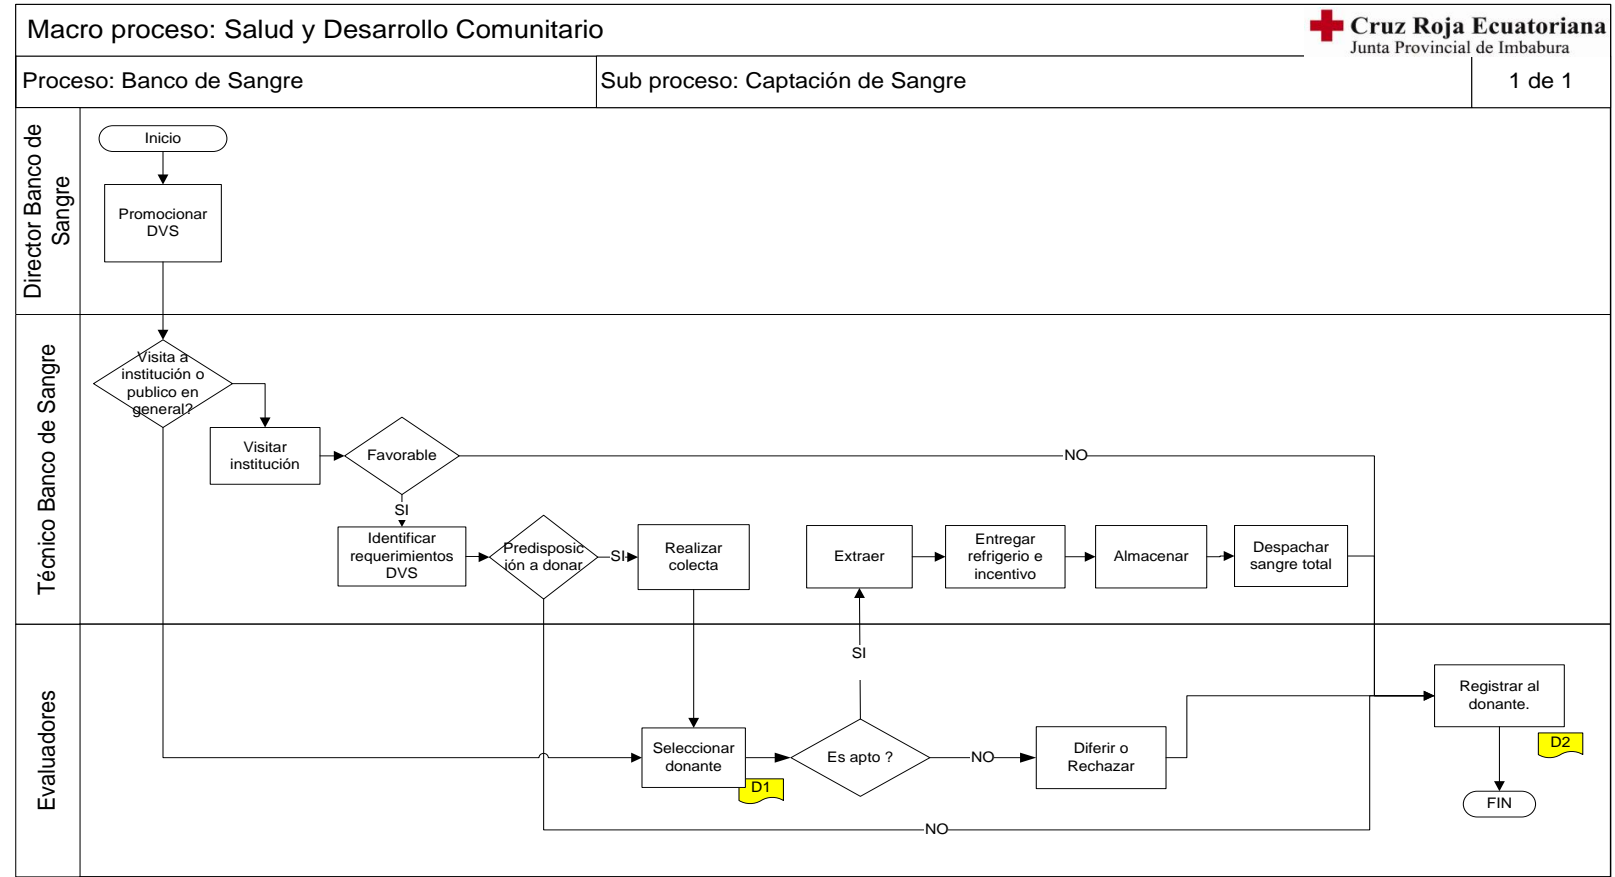 Macro proceso: Salud y Desarrollo Comunitario
Cruz Roja Ecuatoriana
Junta Provincial de Imbabura
Proceso: Banco de Sangre
Sub proceso: Captación de Sangre
1 de 1
Director Banco de
Sangre
Inicio
Promocionar
DVS
Técnico Banco de Sangre
Visita a
institución o
publico en
general?
Visitar
institución
Favorable
NO
SI
Identificar
requerimientos
DVS
Predisposic
ión a donar
SI
Realizar
colecta
Extraer
Entregar
refrigerio e
incentivo
Almacenar
Despachar
sangre total
Evaluadores
SI
Seleccionar
donante
D1
Es apto ?
NO
Diferir o
Rechazar
Registrar al
donante.
D2
FIN
NO